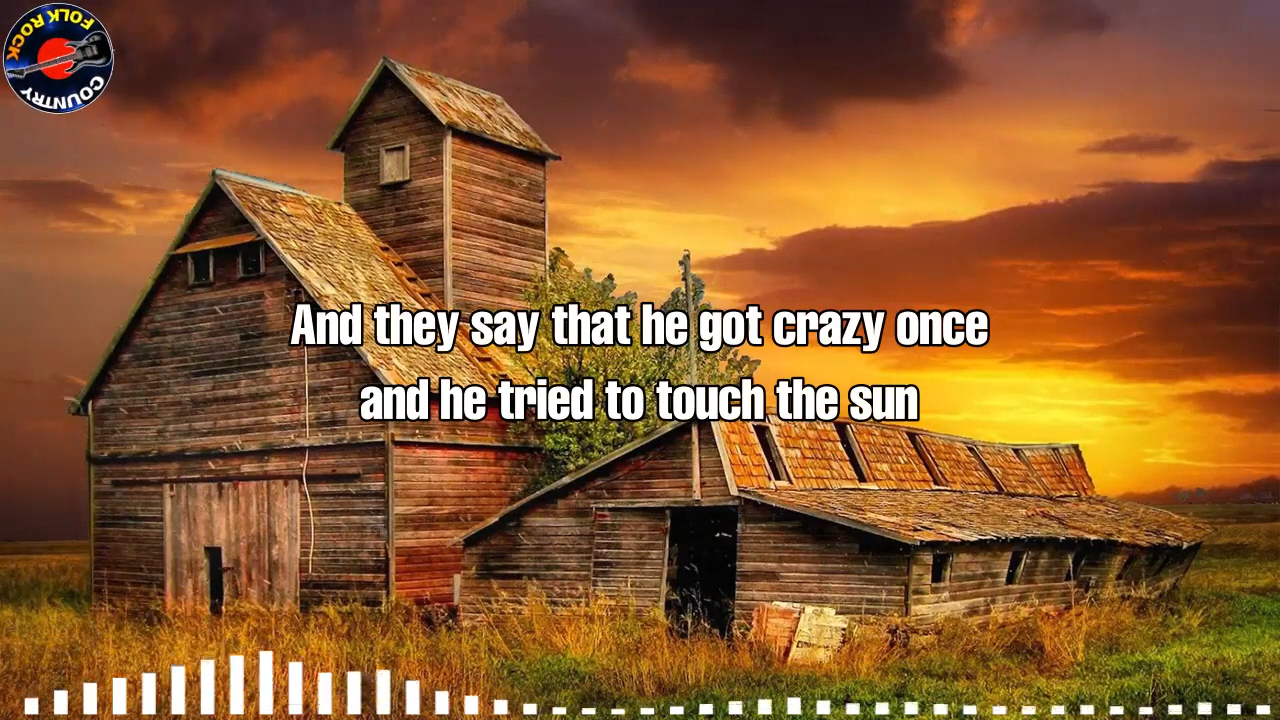 FOLK ROCK
COUNTRY
And they say that he got crazy once
and he tried to touch the sun